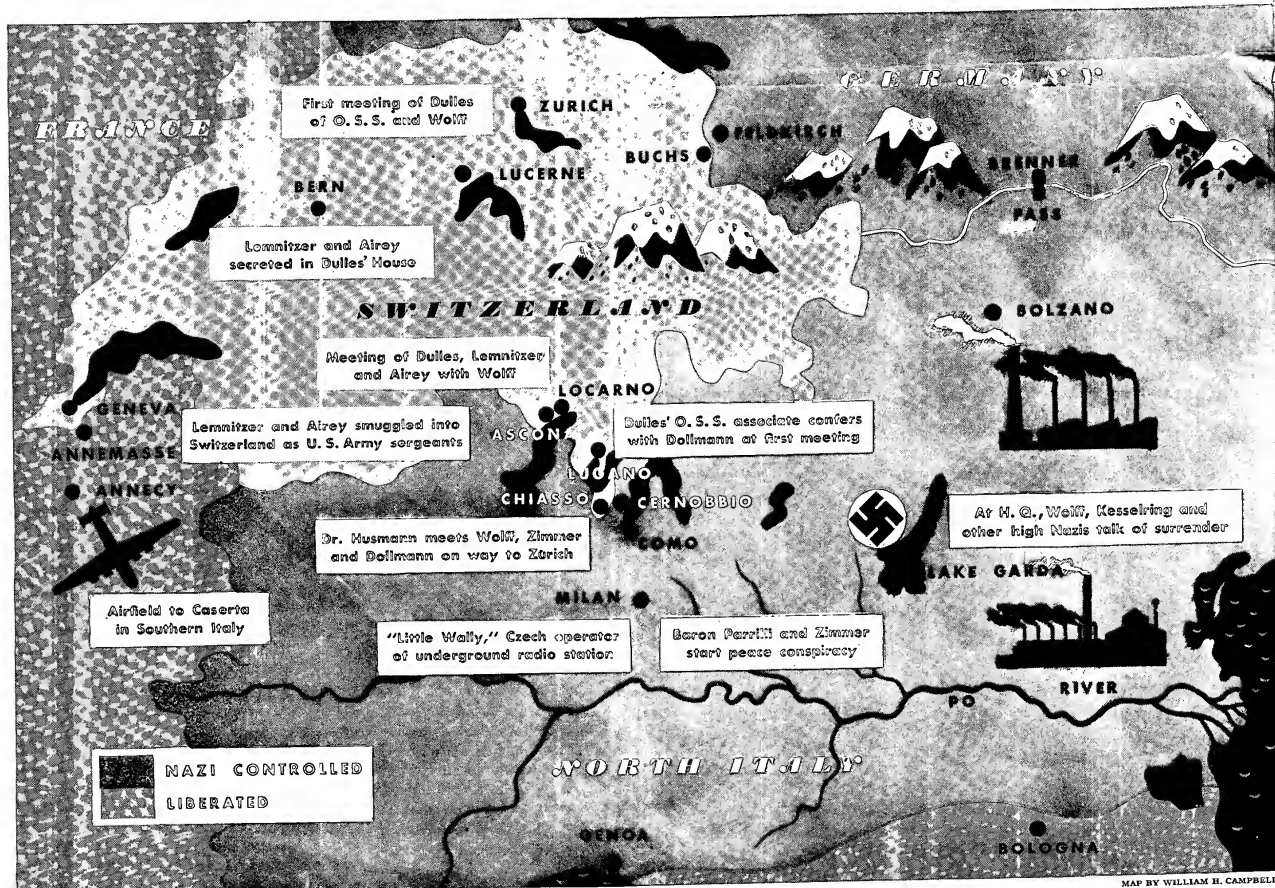 GERMANY
FRANCE
First meeting of Dulles
of O.S.S. and Wolff
ZURICH
FELDKIRCH
BUCHS
BRENNER
PASS
LUCERNE
BERN
Lemnitzer and Airey
secreted in Dulles' House
SWITZERLAND
BOLZANO
Meeting of Dulles, Lemnitzer
and Airey with Wolff
LOCARNO
GENEVA
Lemnitzer and Airey smuggled into
Switzerland as U.S. Army sergeants
ASCONA
Dulles' O.S.S. associate confers
with Dollmann at first meeting
ANNEMASSE
LUGANO
ANNECY
CHIASSO
CERNOBBIO
At H.Q., Wolff, Kesselring and
other high Nazis talk of surrender
Dr. Husmann meets Wolff, Zimmer
and Dollmann on way to Zürich
COMO
LAKE GARDA
MILAN
Airfield to Caserta
in Southern Italy
"Little Wally," Czech operator
of underground radio station
Baron Parrilli and Zimmer
start peace conspiracy
PO RIVER
NAZI CONTROLLED
LIBERATED
NORTH ITALY
GENOA
BOLOGNA
MAP BY WILLIAM H. CAMPBELL